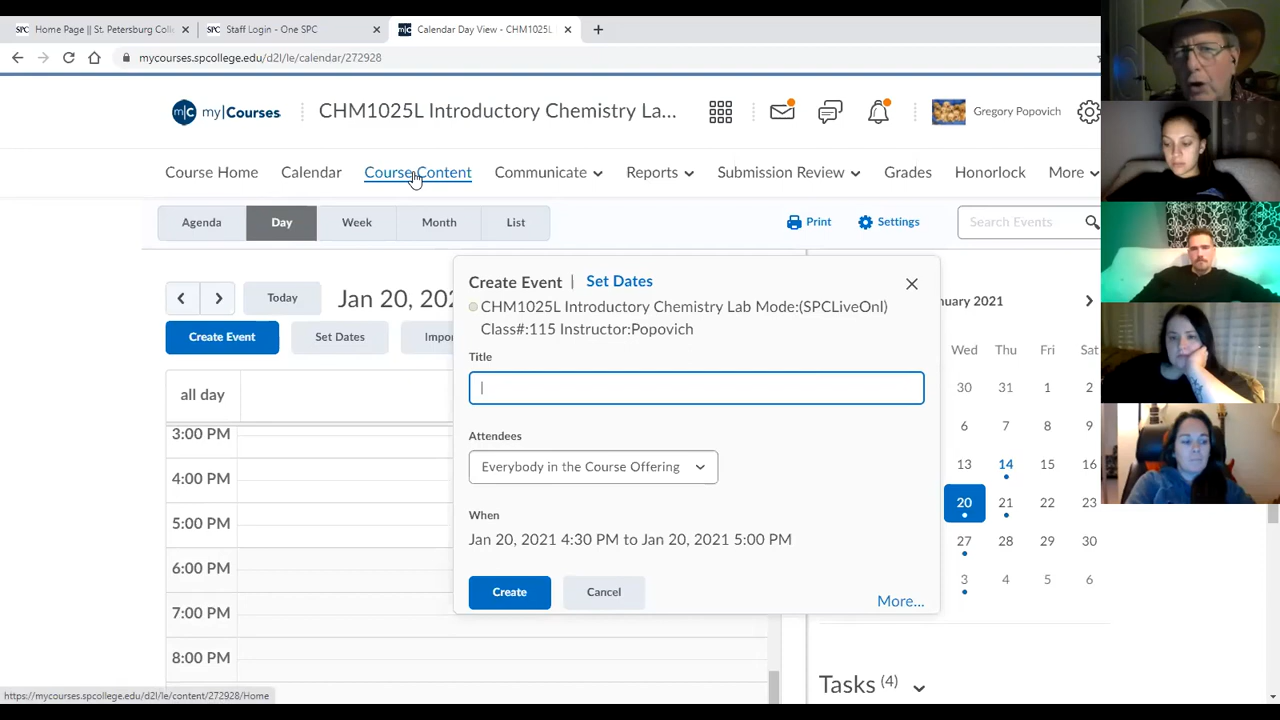 Home Page || St. Petersburg Coll
Staff Login - One SPC
Calendar Day View - CHM1025L
mycourses.spcollege.edu/d2l/le/calendar/272928
my|Courses
CHM1025L Introductory Chemistry La...
Gregory Popovich
Course Home
Calendar
Course Content
Communicate
Reports
Submission Review
Grades
Honorlock
More
Agenda
Day
Week
Month
List
Print
Settings
Search Events
Today
Jan 20, 202
Create Event
Set Dates
Impor
all day
3:00 PM
4:00 PM
5:00 PM
6:00 PM
7:00 PM
8:00 PM
Create Event | Set Dates
CHM1025L Introductory Chemistry Lab Mode:(SPCLiveOnl)
Class#:115 Instructor:Popovich
Title
Attendees
Everybody in the Course Offering
When
Jan 20, 2021 4:30 PM to Jan 20, 2021 5:00 PM
Create
Cancel
More...
nuary 2021
Wed Thu Fri Sat
30 31 1 2
6 7 8 9
13 14 15 16
20 21 22 23
27 28 29 30
3 4 5 6
Tasks (4)
https://mycourses.spcollege.edu/d2l/le/content/272928/Home